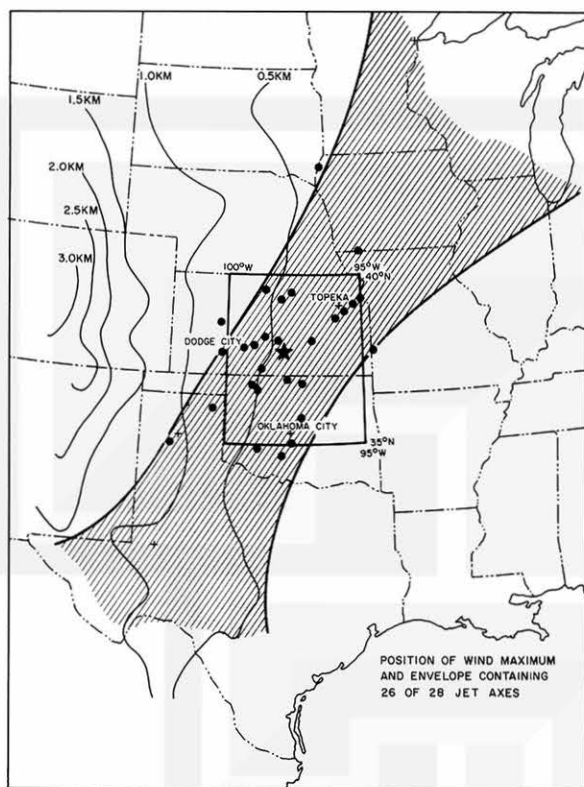 1.0KM
0.5KM
1.5KM
2.0KM
2.5KM
3.0KM
100°W
95°W
40°N
TOPEKA
DODGE CITY
OKLAHOMA CITY
35°N
95°W
POSITION OF WIND MAXIMUM
AND ENVELOPE CONTAINING
26 OF 28 JET AXES